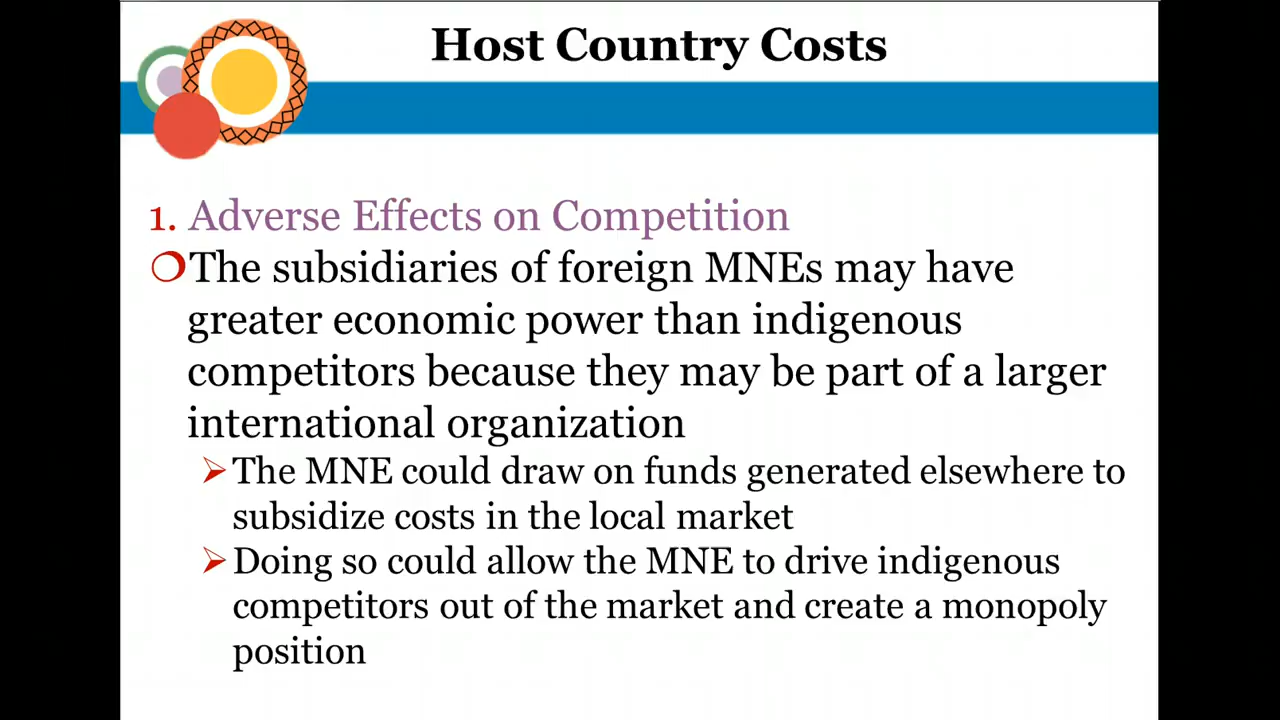 Host Country Costs
1. Adverse Effects on Competition
The subsidiaries of foreign MNEs may have
greater economic power than indigenous
competitors because they may be part of a larger
international organization
The MNE could draw on funds generated elsewhere to
subsidize costs in the local market
Doing so could allow the MNE to drive indigenous
competitors out of the market and create a monopoly
position